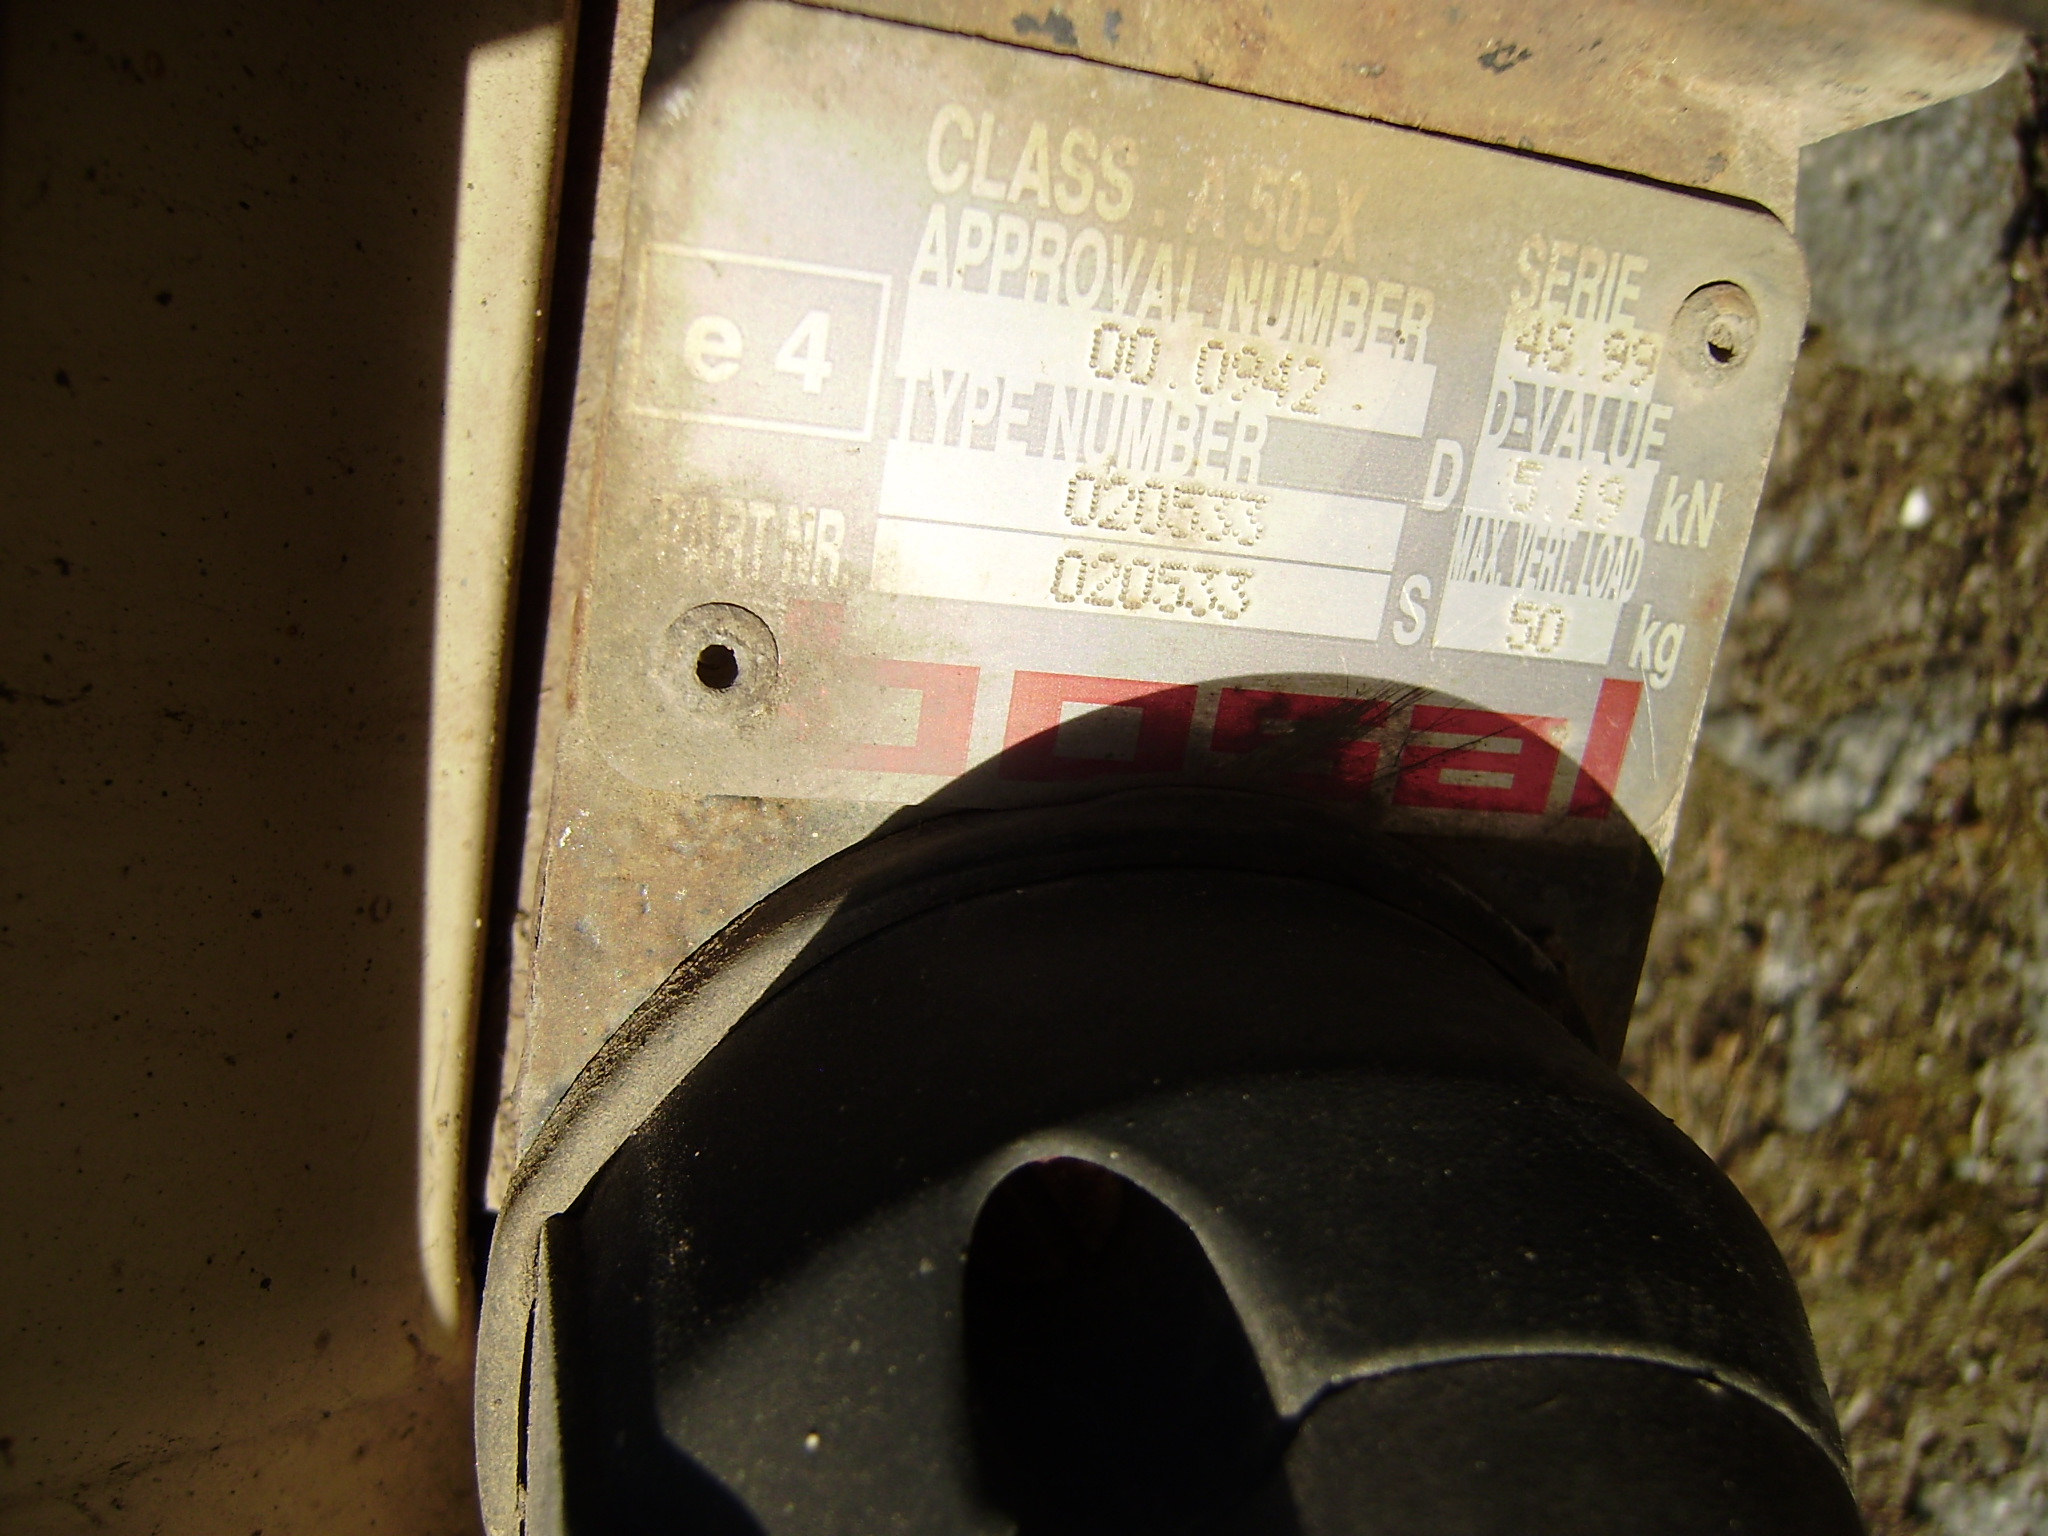 CLASS : A 50-X
APPROVAL NUMBER
e 4
00.0942
TYPE NUMBER
020533
PART NR.
020533
SERIE
48.99
D-VALUE
D 5.19 kN
MAX. VERT. LOAD
S 50 kg
bosal